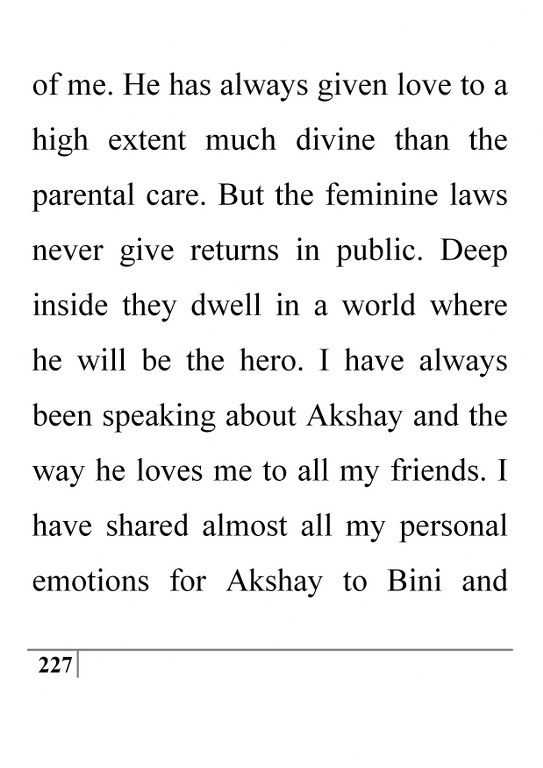 of me. He has always given love to a
high extent much divine than the
parental care. But the feminine laws
never give returns in public. Deep
inside they dwell in a world where
he will be the hero. I have always
been speaking about Akshay and the
way he loves me to all my friends. I
have shared almost all my personal
emotions for Akshay to Bini and
227